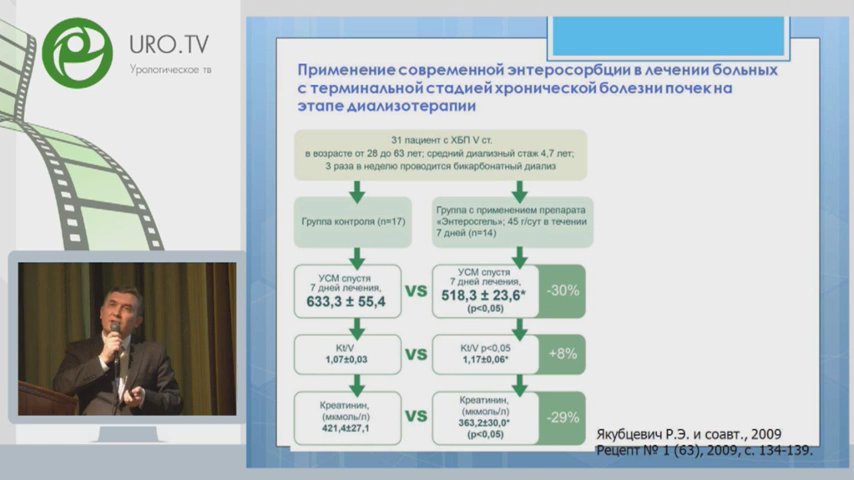 URO.TV
Урологическое тв
Применение современной энтеросорбции в лечении больных
с терминальной стадией хронической болезни почек на
этапе диализотерапии
31 пациент с ХБП V ст.
в возрасте от 28 до 63 лет; средний диализный стаж 4,7 лет;
3 раза в неделю проводится бикарбонатный диализ
Группа контроля (n=17)
Группа с применением препарата
«Энтеросгель»; 45 г/сут в течении
7 дней (n=14)
УСМ спустя
7 дней лечения,
633,3 ± 55,4
VS
УСМ спустя
7 дней лечения,
518,3 ± 23,6*
(p<0,05)
-30%
Kt/V
1,07±0,03
VS
Kt/V p<0,05
1,17±0,06*
+8%
Креатинин,
(мкмоль/л)
421,4±27,1
VS
Креатинин,
(мкмоль/л)
363,2±30,0*
(p<0,05)
-29%
Якубцевич Р.Э. и соавт., 2009
Рецепт № 1 (63), 2009, с. 134-139.